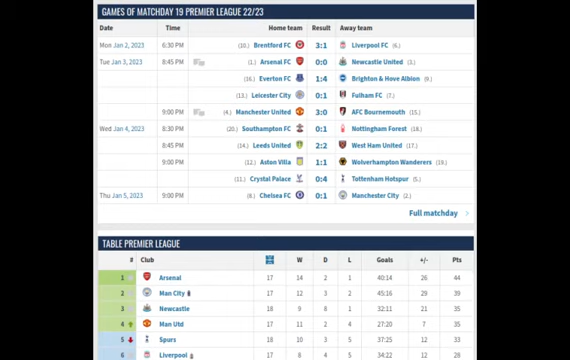 GAMES OF MATCHDAY 19 PREMIER LEAGUE 22/23
Date Time Home team Result Away team
Mon Jan 2, 2023 6:30 PM (10.) Brentford FC 3:1 Liverpool FC (6.)
Tue Jan 3, 2023 8:45 PM (1.) Arsenal FC 0:0 Newcastle United (3.)
(16.) Everton FC 1:4 Brighton & Hove Albion (9.)
(13.) Leicester City 0:1 Fulham FC (7.)
9:00 PM (4.) Manchester United 3:0 AFC Bournemouth (15.)
Wed Jan 4, 2023 8:30 PM (20.) Southampton FC 0:1 Nottingham Forest (18.)
8:45 PM (14.) Leeds United 2:2 West Ham United (17.)
9:00 PM (12.) Aston Villa 1:1 Wolverhampton Wanderers (19.)
(11.) Crystal Palace 0:4 Tottenham Hotspur (5.)
Thu Jan 5, 2023 9:00 PM (8.) Chelsea FC 0:1 Manchester City (2.)
Full matchday
TABLE PREMIER LEAGUE
# Club W D L Goals +/- Pts
1 Arsenal 17 14 2 1 40:14 26 44
2 Man City 17 12 3 2 45:16 29 39
3 Newcastle 18 9 8 1 32:11 21 35
4 Man Utd 17 11 2 4 27:20 7 35
5 Spurs 18 10 3 5 37:25 12 33
6 Liverpool 17 8 4 5 34:22 12 28